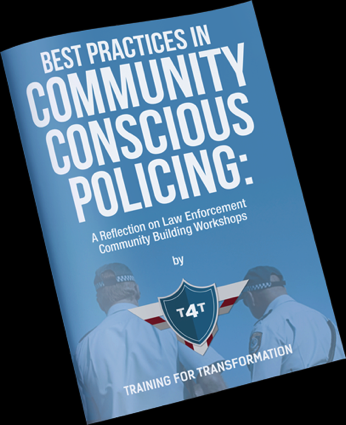 BEST PRACTICES IN
COMMUNITY
CONSCIOUS
POLICING:
A Reflection on Law Enforcement
Community Building Workshops
by
T4T
TRAINING FOR TRANSFORMATION